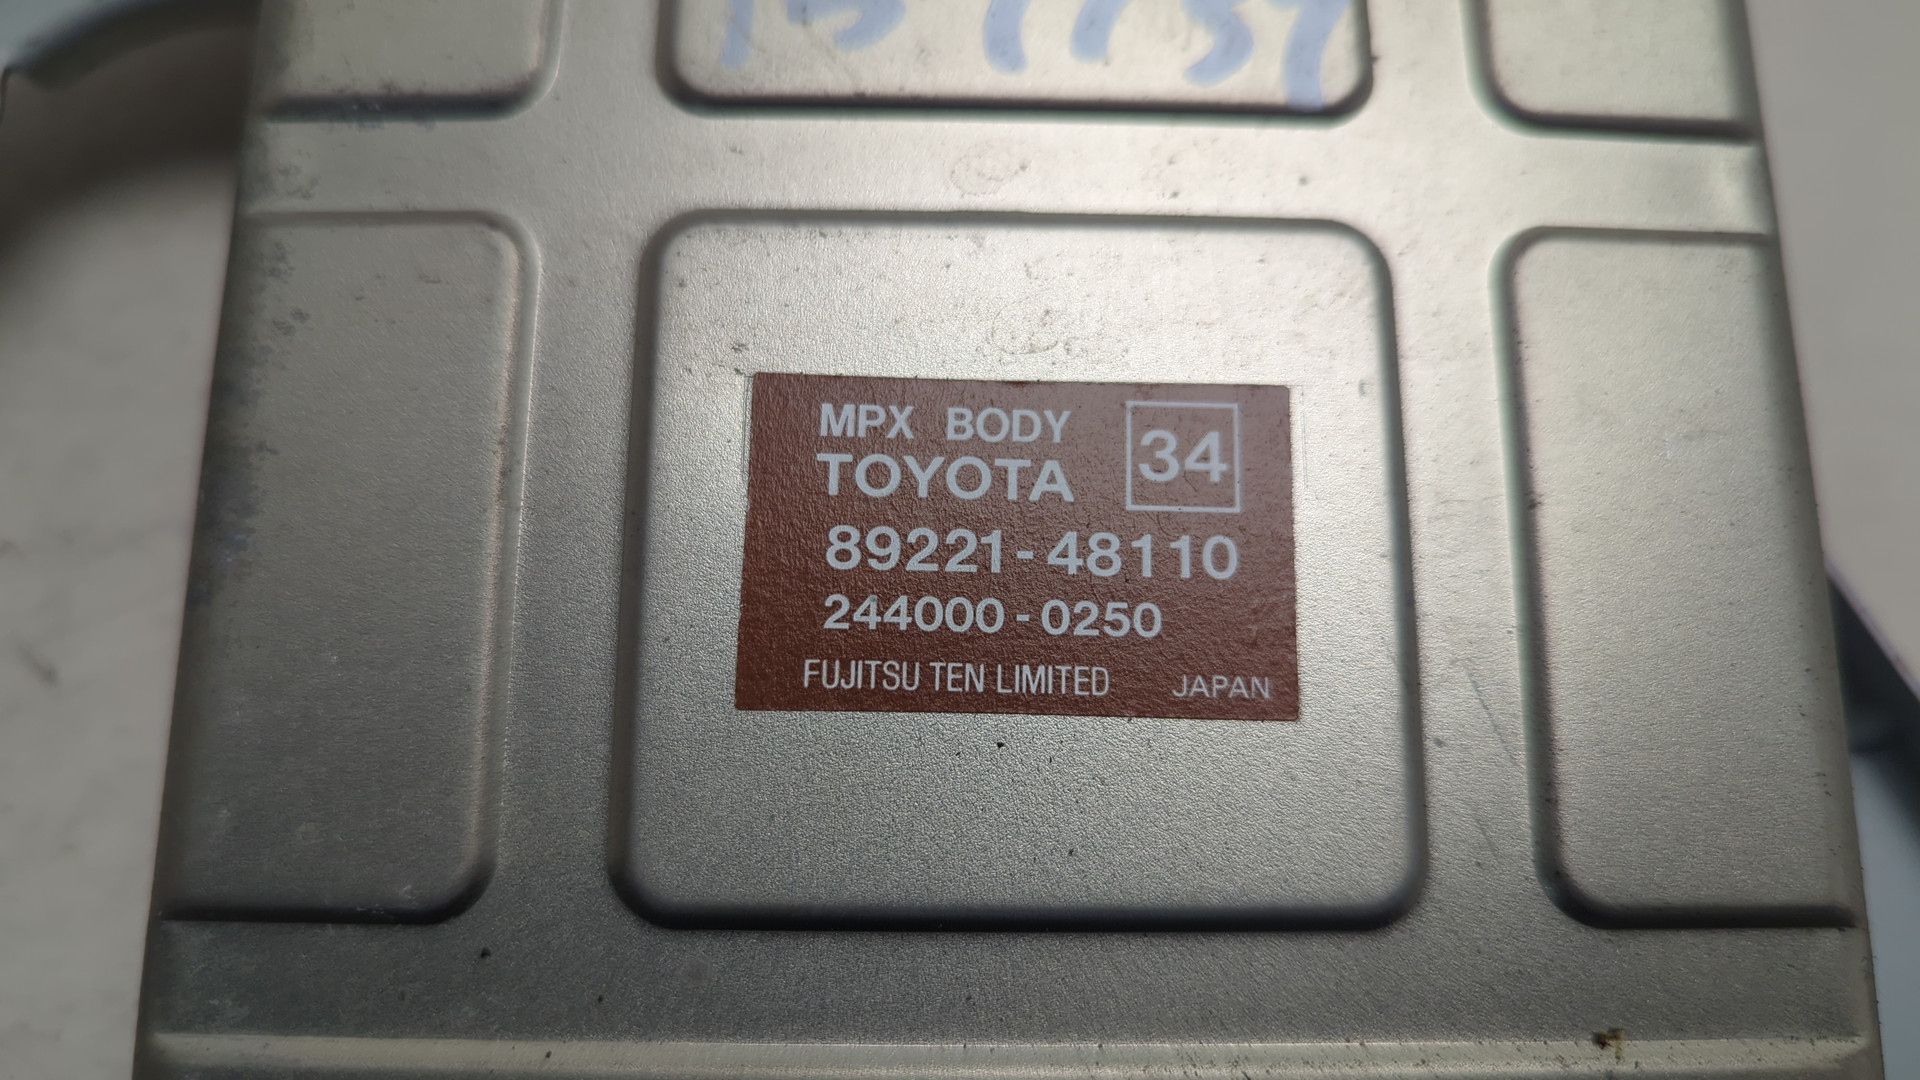 MPX BODY
TOYOTA
34
89221-48110
244000-0250
FUJITSU TEN LIMITED JAPAN